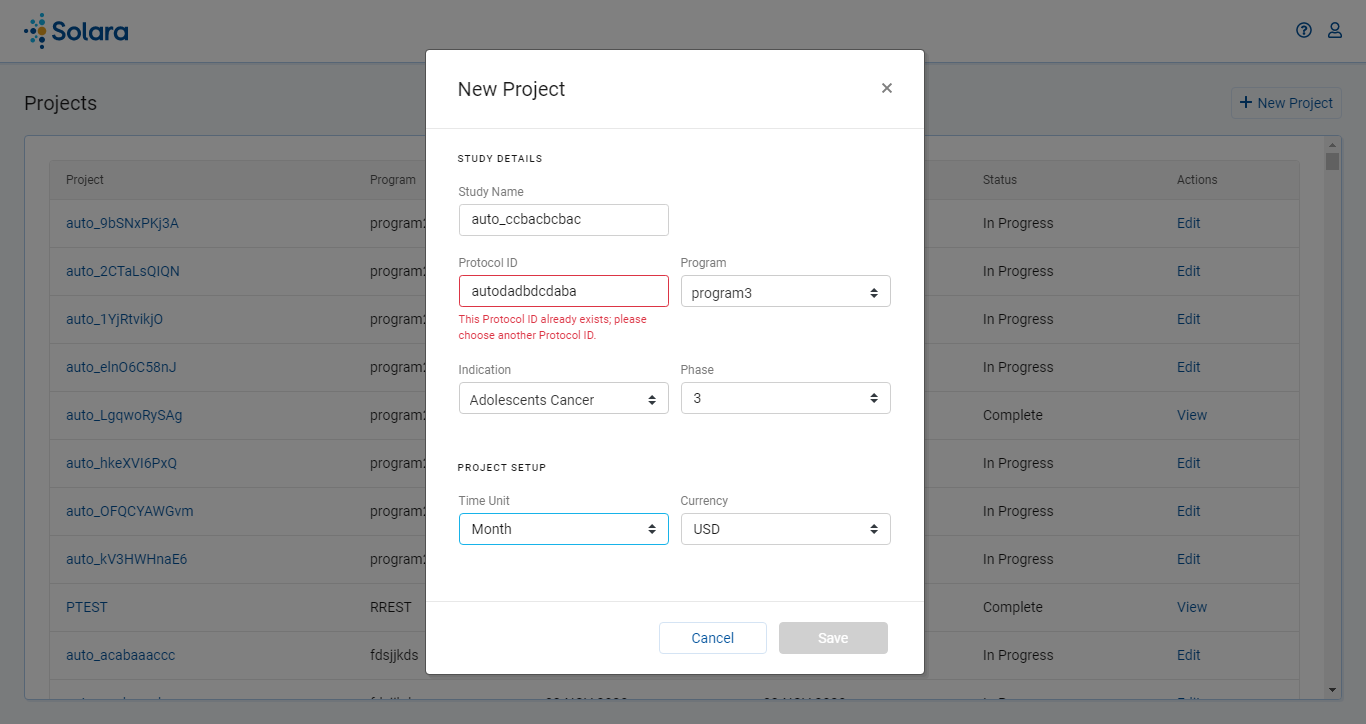 Solara
Projects
New Project
Project Program Status Actions
auto_9bSNxPKj3A program In Progress Edit
auto_2CTaLsQIQN program In Progress Edit
auto_1YjRtvikjO program In Progress Edit
auto_elnO6C58nJ program In Progress Edit
auto_LgqwoRySAg program Complete View
auto_hkeXVI6PxQ program In Progress Edit
auto_OFQCYAWGvm program In Progress Edit
auto_kV3HWHnaE6 program In Progress Edit
PTEST RREST Complete View
auto_acabaaaccc fdsjjkds In Progress Edit
New Project
STUDY DETAILS
Study Name
auto_ccbacbcbac
Protocol ID Program
autodadbdcdaba program3
This Protocol ID already exists; please
choose another Protocol ID.
Indication Phase
Adolescents Cancer 3
PROJECT SETUP
Time Unit Currency
Month USD
Cancel Save